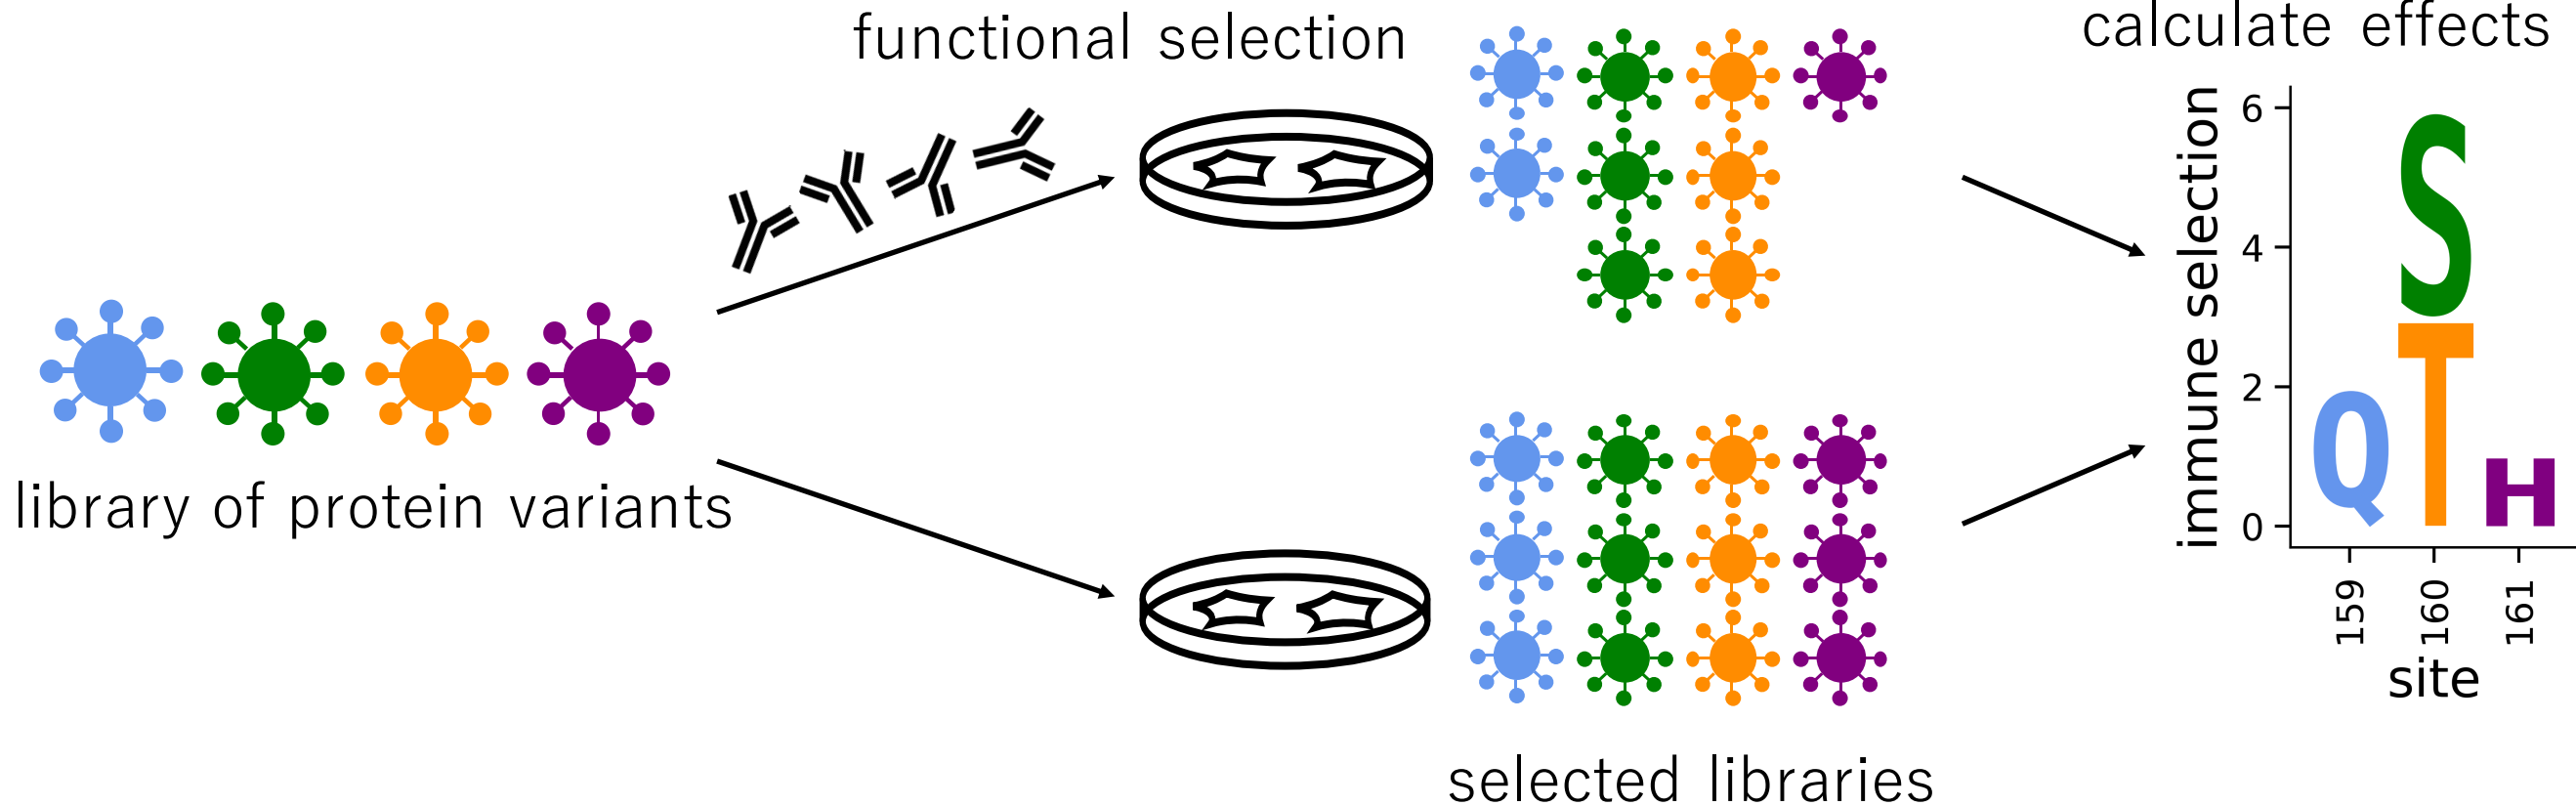 functional selection
calculate effects
library of protein variants
selected libraries
immune selection
6
4
2
0
S
T
Q
H
159
160
161
site